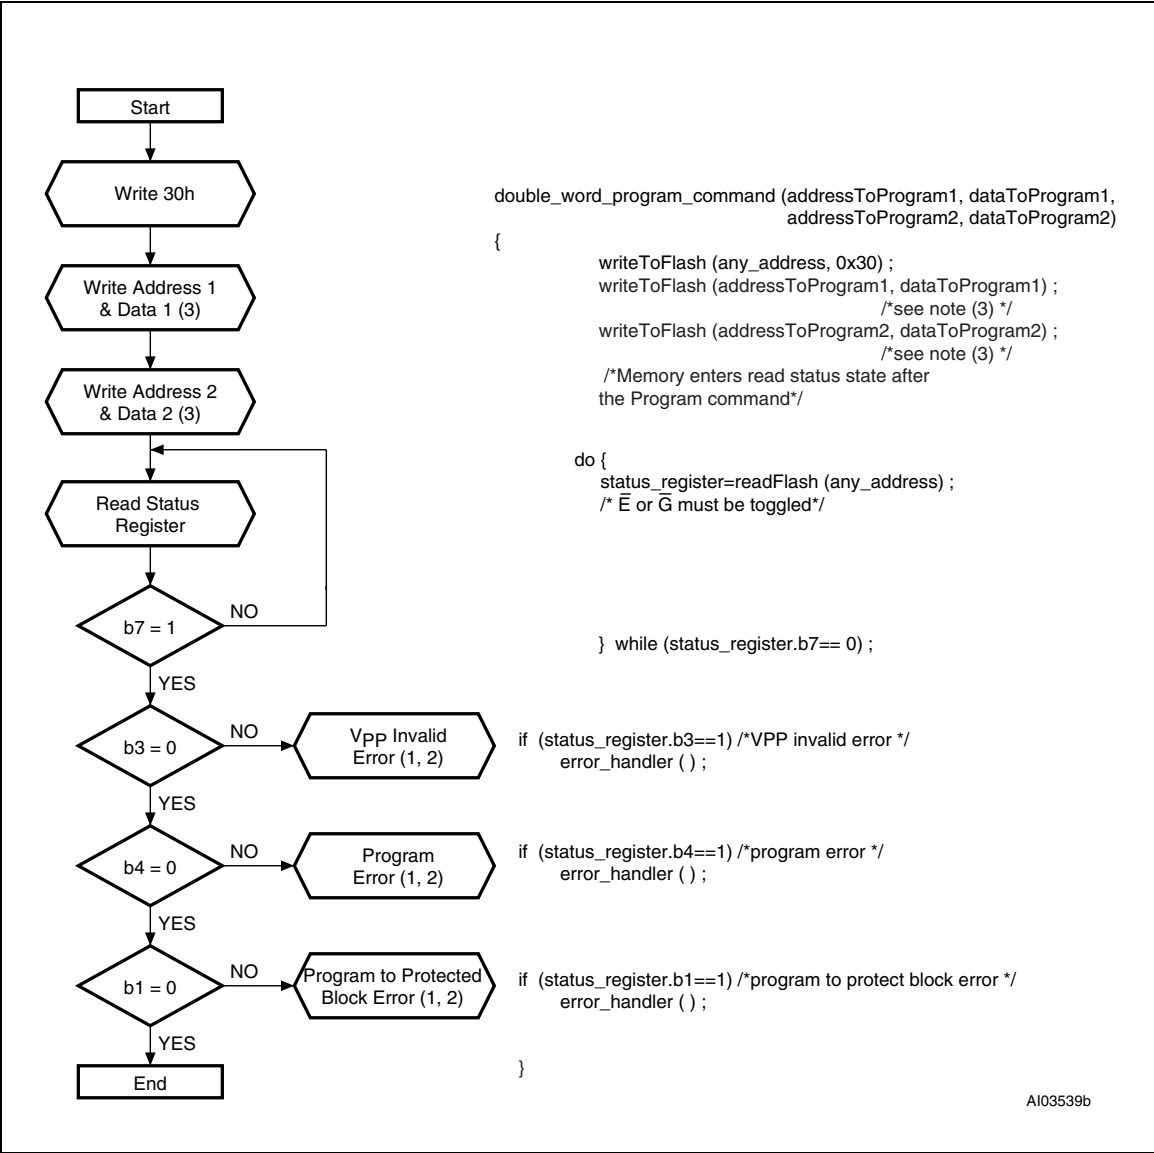 Start
Write 30h
Write Address 1
& Data 1 (3)
Write Address 2
& Data 2 (3)
Read Status
Register
b7 = 1
NO
YES
b3 = 0
NO
VPP Invalid
Error (1, 2)
YES
b4 = 0
NO
Program
Error (1, 2)
YES
b1 = 0
NO
Program to Protected
Block Error (1, 2)
YES
End
double_word_program_command (addressToProgram1, dataToProgram1,
addressToProgram2, dataToProgram2)
{
writeToFlash (any_address, 0x30) ;
writeToFlash (addressToProgram1, dataToProgram1) ;
/*see note (3) */
writeToFlash (addressToProgram2, dataToProgram2) ;
/*see note (3) */
/*Memory enters read status state after
the Program command*/
do {
status_register=readFlash (any_address) ;
/* E̅ or G̅ must be toggled*/
} while (status_register.b7== 0) ;
if (status_register.b3==1) /*VPP invalid error */
error_handler ( ) ;
if (status_register.b4==1) /*program error */
error_handler ( ) ;
if (status_register.b1==1) /*program to protect block error */
error_handler ( ) ;
}
AI03539b